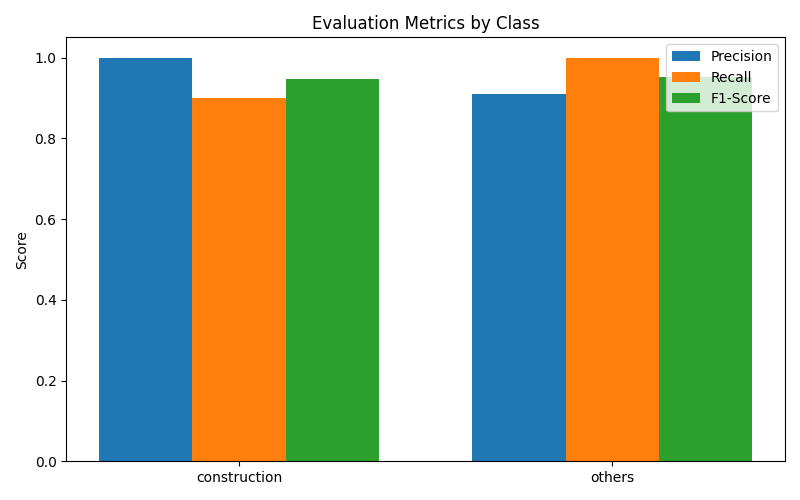 Evaluation Metrics by Class
Precision
Recall
F1-Score
Score
1.0
0.8
0.6
0.4
0.2
0.0
construction
others